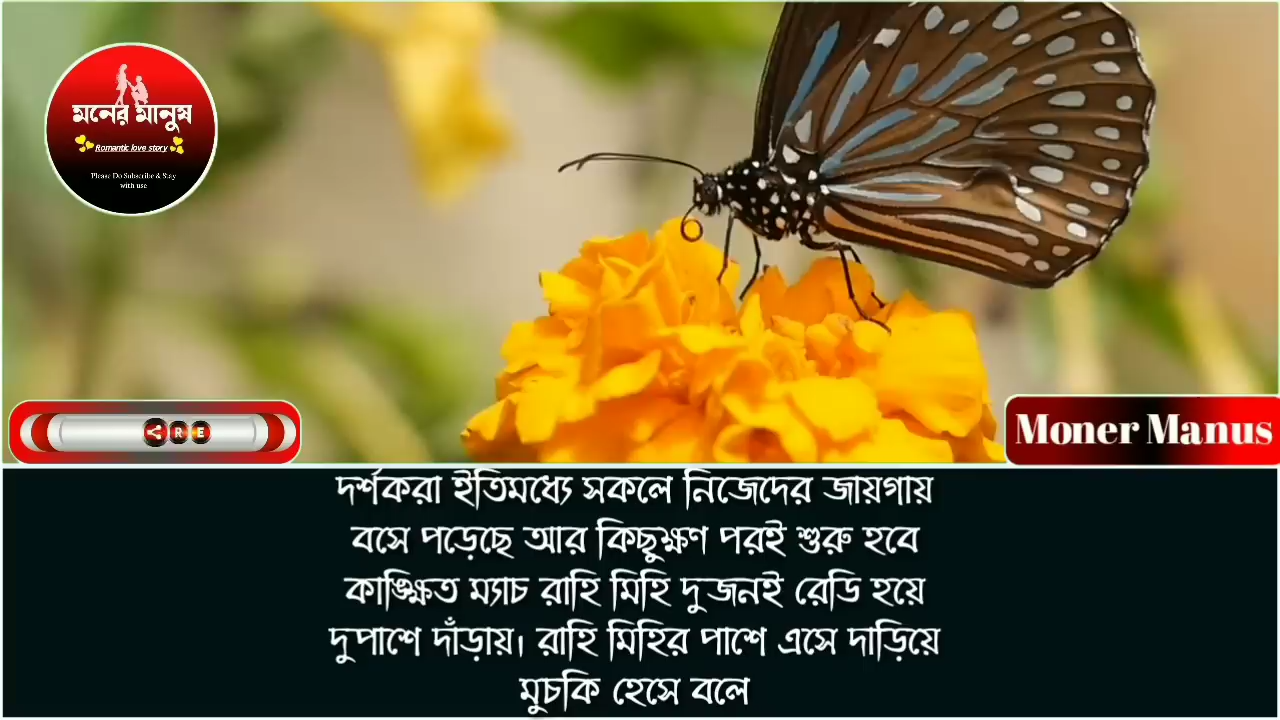 মনের মানুষ
Romantic love story
Please Do Subscribe & Stay
with use
RE
Moner Manus
দর্শকরা ইতিমধ্যে সকলে নিজেদের জায়গায়
বসে পড়েছে আর কিছুক্ষণ পরই শুরু হবে
কাঙ্ক্ষিত ম্যাচ রাহি মিহি দুজনই রেডি হয়ে
দুপাশে দাঁড়ায়। রাহি মিহির পাশে এসে দাড়িয়ে
মুচকি হেসে বলে